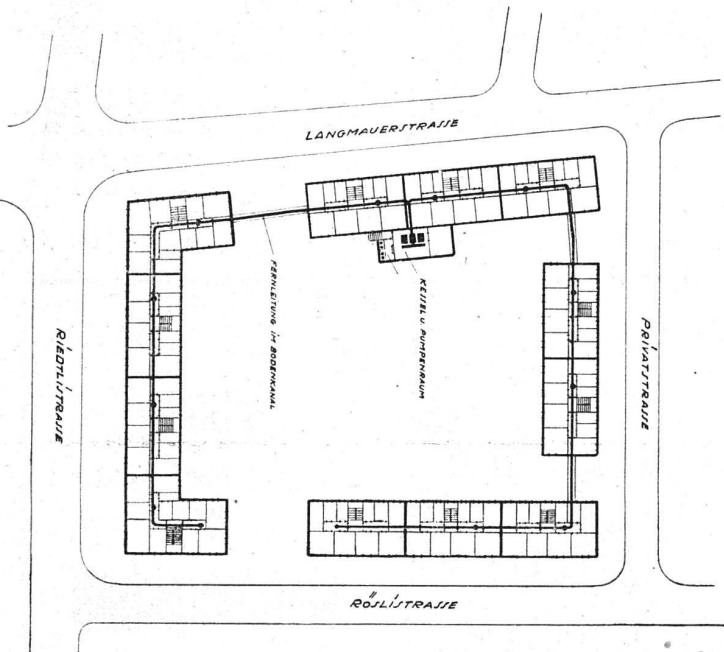 LANGMAUERSTRASSE
KESSEL U. PUMPENRAUM
FERNLEITUNG IM BODENKANAL
RIEDTLISTRASSE
PRIVATSTRASSE
RÖSLISTRASSE